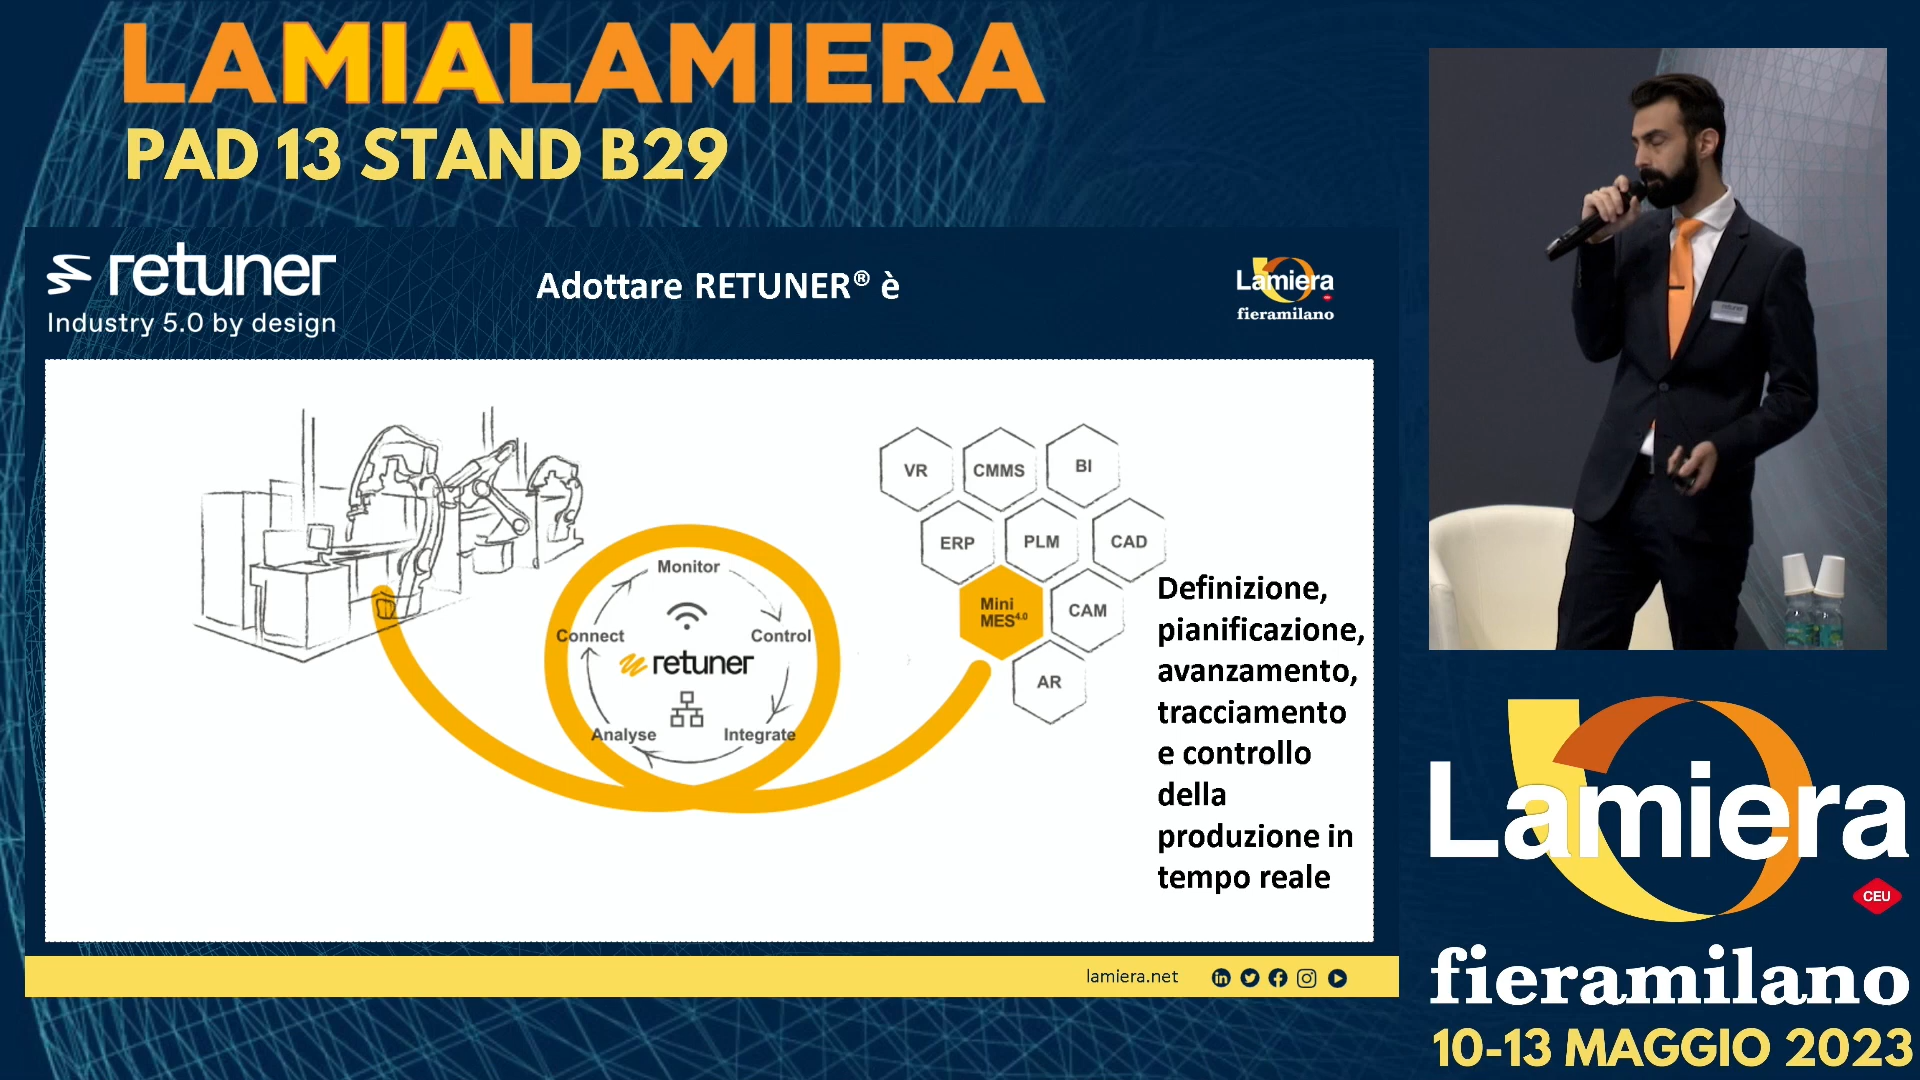 LAMIALAMIERA
PAD 13 STAND B29
retuner
Industry 5.0 by design
Adottare RETUNER® è
Lamiera
fieramilano
Monitor
Connect
Control
retuner
Analyse
Integrate
VR
CMMS
BI
ERP
PLM
CAD
Mini
MES4.0
CAM
AR
Definizione,
pianificazione,
avanzamento,
tracciamento
e controllo
della
produzione in
tempo reale
lamiera.net
retuner
Lamiera
CEU
fieramilano
10-13 MAGGIO 2023